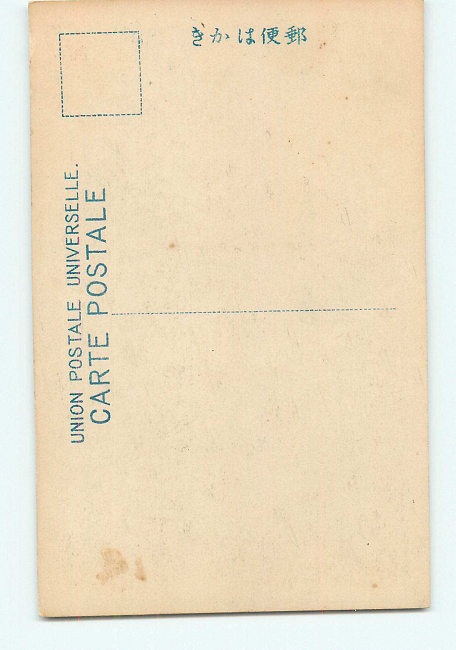 郵便はかき
UNION POSTALE UNIVERSELLE.
CARTE POSTALE